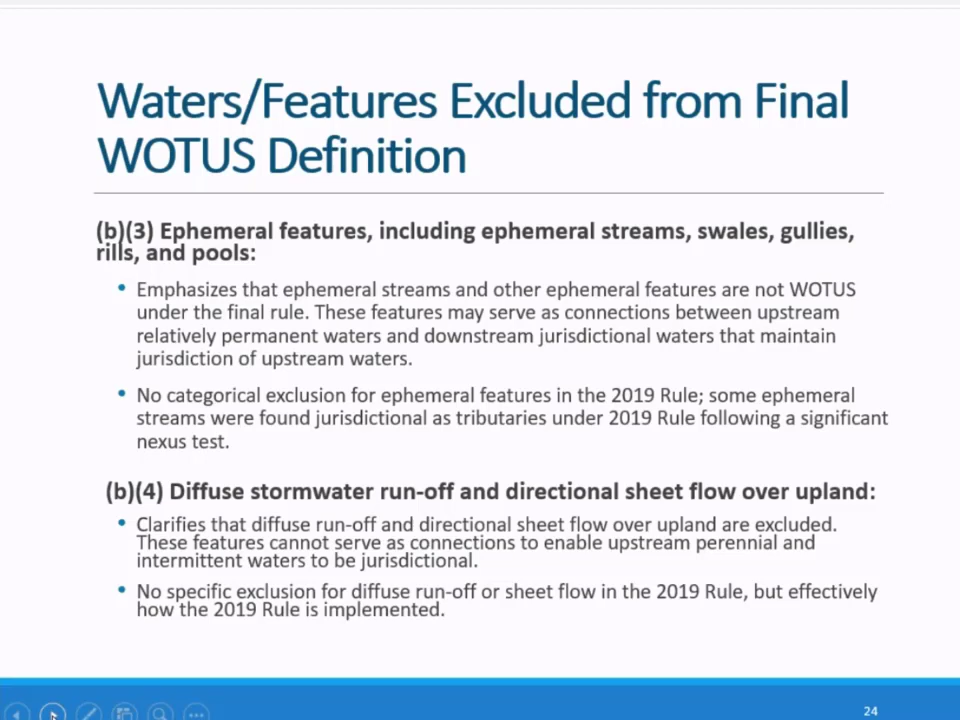 Waters/Features Excluded from Final
WOTUS Definition
(b)(3) Ephemeral features, including ephemeral streams, swales, gullies,
rills, and pools:
• Emphasizes that ephemeral streams and other ephemeral features are not WOTUS
under the final rule. These features may serve as connections between upstream
relatively permanent waters and downstream jurisdictional waters that maintain
jurisdiction of upstream waters.
• No categorical exclusion for ephemeral features in the 2019 Rule; some ephemeral
streams were found jurisdictional as tributaries under 2019 Rule following a significant
nexus test.
(b)(4) Diffuse stormwater run-off and directional sheet flow over upland:
• Clarifies that diffuse run-off and directional sheet flow over upland are excluded.
These features cannot serve as connections to enable upstream perennial and
intermittent waters to be jurisdictional.
• No specific exclusion for diffuse run-off or sheet flow in the 2019 Rule, but effectively
how the 2019 Rule is implemented.
24